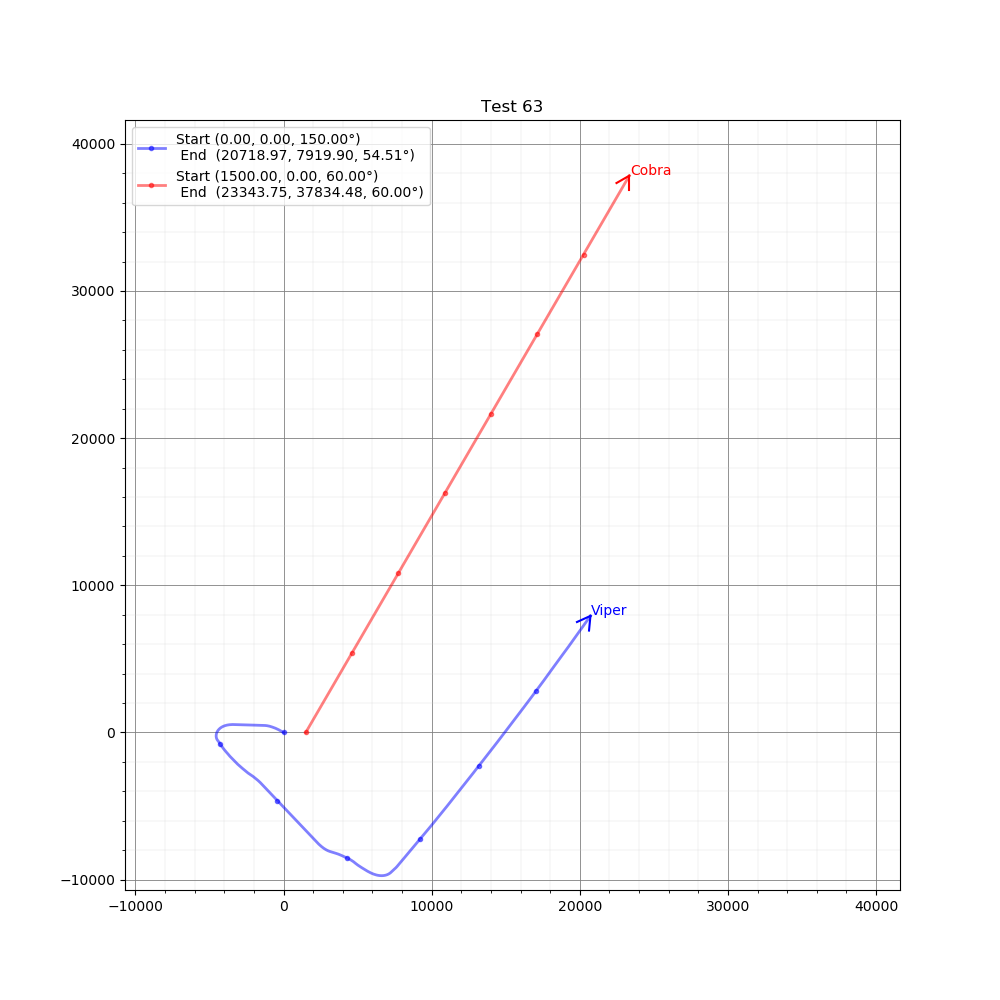 Test 63
Start (0.00, 0.00, 150.00°)
End (20718.97, 7919.90, 54.51°)
Start (1500.00, 0.00, 60.00°)
End (23343.75, 37834.48, 60.00°)
40000
30000
20000
10000
0
−10000
Cobra
Viper
−10000 0 10000 20000 30000 40000